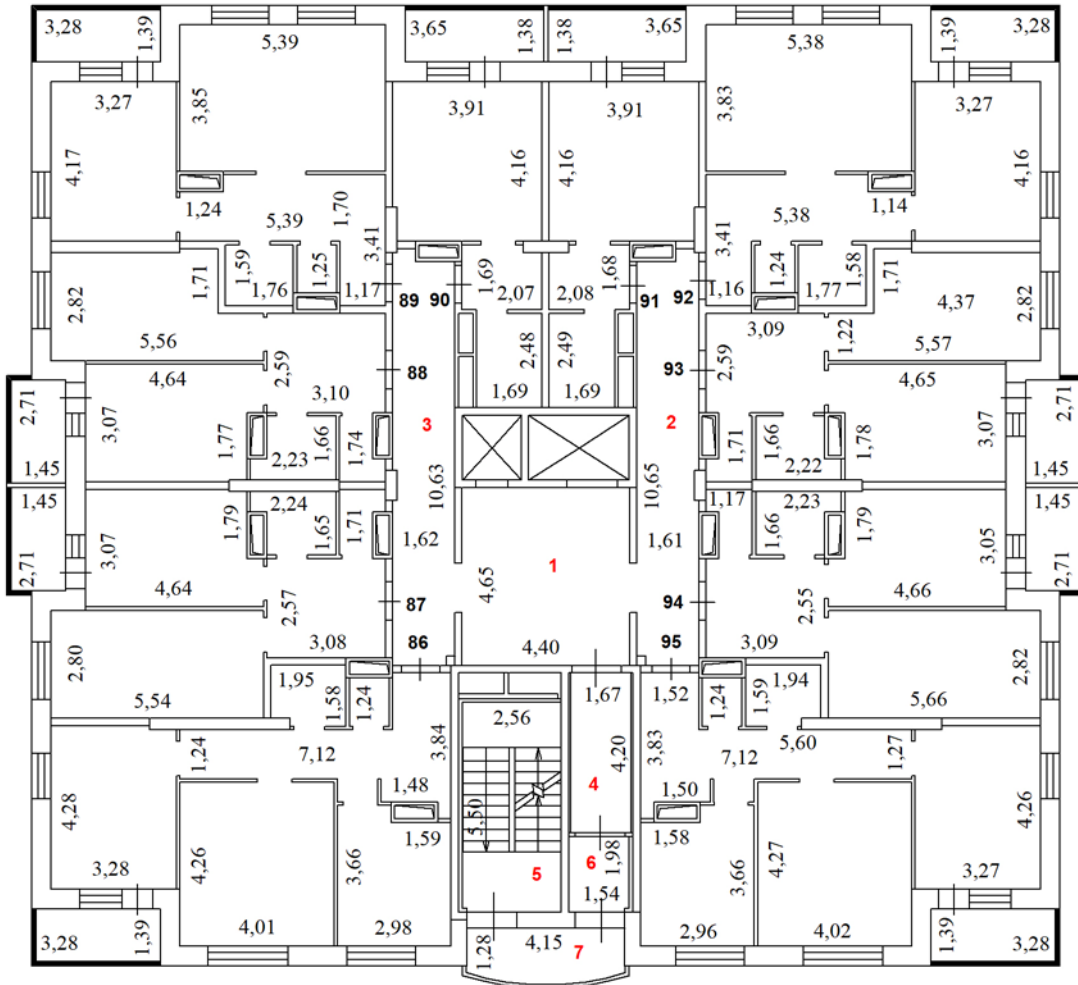 3,28 1,39 5,39 3,65 1,38 1,38 3,65 5,38 1,39 3,28
3,27 3,85 3,91 3,91 3,83 3,27
4,17 4,16 4,16 4,16
1,24 5,39 1,70 3,41 3,41 5,38 1,14
2,82 1,71 1,59 1,76 1,25 1,17 89 90 1,69 2,07 2,08 1,68 91 92 1,16 1,24 1,77 1,58 1,71 4,37 2,82
5,56 2,59 2,48 2,49 3,09 1,22 5,57
4,64 3,10 88 1,69 1,69 93 2,59 4,65
2,71 3,07 1,77 2,23 1,66 1,74 3 2 1,71 1,66 2,22 1,78 3,07 2,71
1,45 10,63 10,65 1,45
1,45 1,79 2,24 1,65 1,71 1,62 1,61 1,17 1,66 2,23 1,79 1,45
2,71 3,07 4,64 4,65 1 4,66 3,05 2,71
2,57 3,08 87 86 4,40 94 95 3,09 2,55
2,80 5,54 1,95 1,58 1,24 2,56 1,67 1,52 1,24 1,59 1,94 5,66 2,82
1,24 7,12 3,84 4,20 3,83 7,12 5,60 1,27
4,28 1,48 4 1,50 4,26
3,28 4,26 3,66 1,59 5,50 5 6 1,98 1,58 3,66 4,27 3,27
3,28 1,39 4,01 2,98 1,28 4,15 1,54 7 2,96 4,02 1,39 3,28